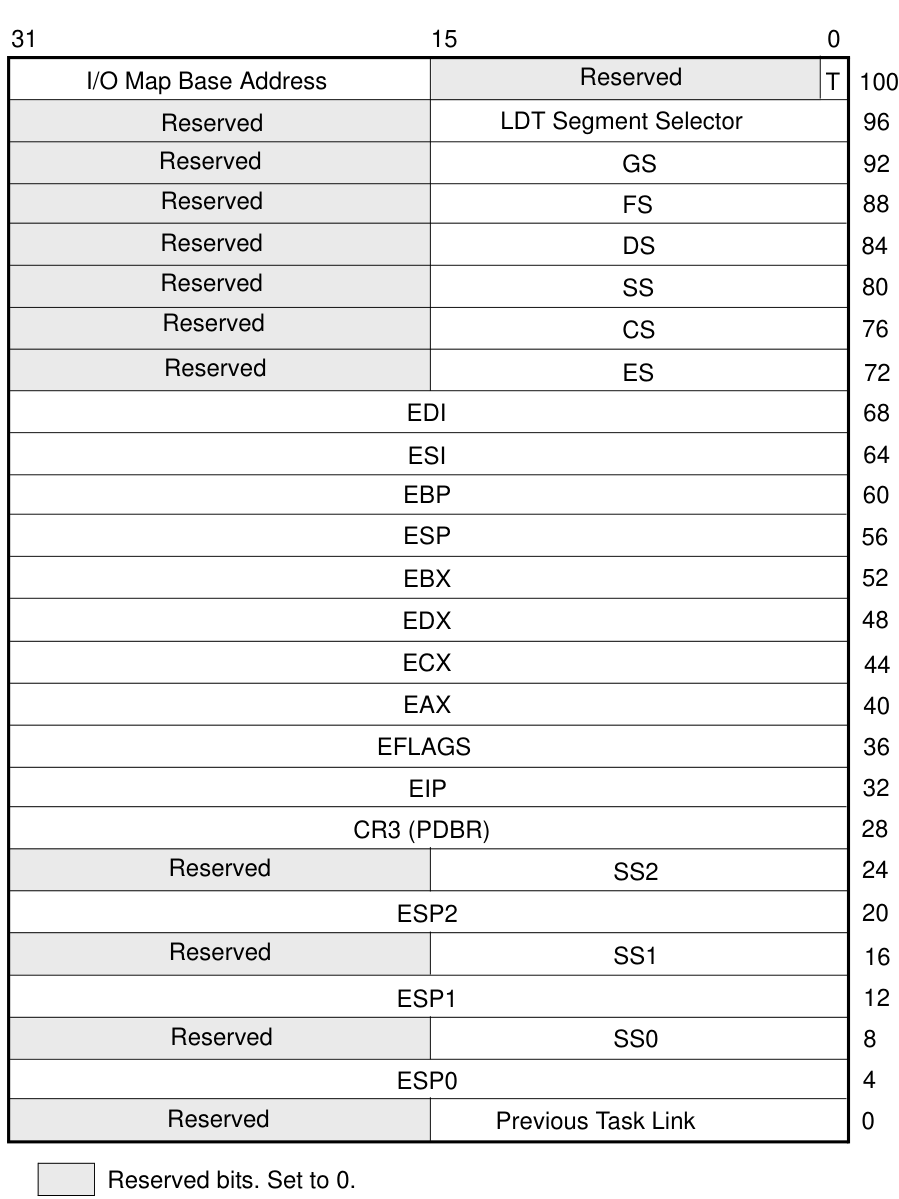 31 15 0
I/O Map Base Address Reserved T 100
Reserved LDT Segment Selector 96
Reserved GS 92
Reserved FS 88
Reserved DS 84
Reserved SS 80
Reserved CS 76
Reserved ES 72
EDI 68
ESI 64
EBP 60
ESP 56
EBX 52
EDX 48
ECX 44
EAX 40
EFLAGS 36
EIP 32
CR3 (PDBR) 28
Reserved SS2 24
ESP2 20
Reserved SS1 16
ESP1 12
Reserved SS0 8
ESP0 4
Reserved Previous Task Link 0
Reserved bits. Set to 0.